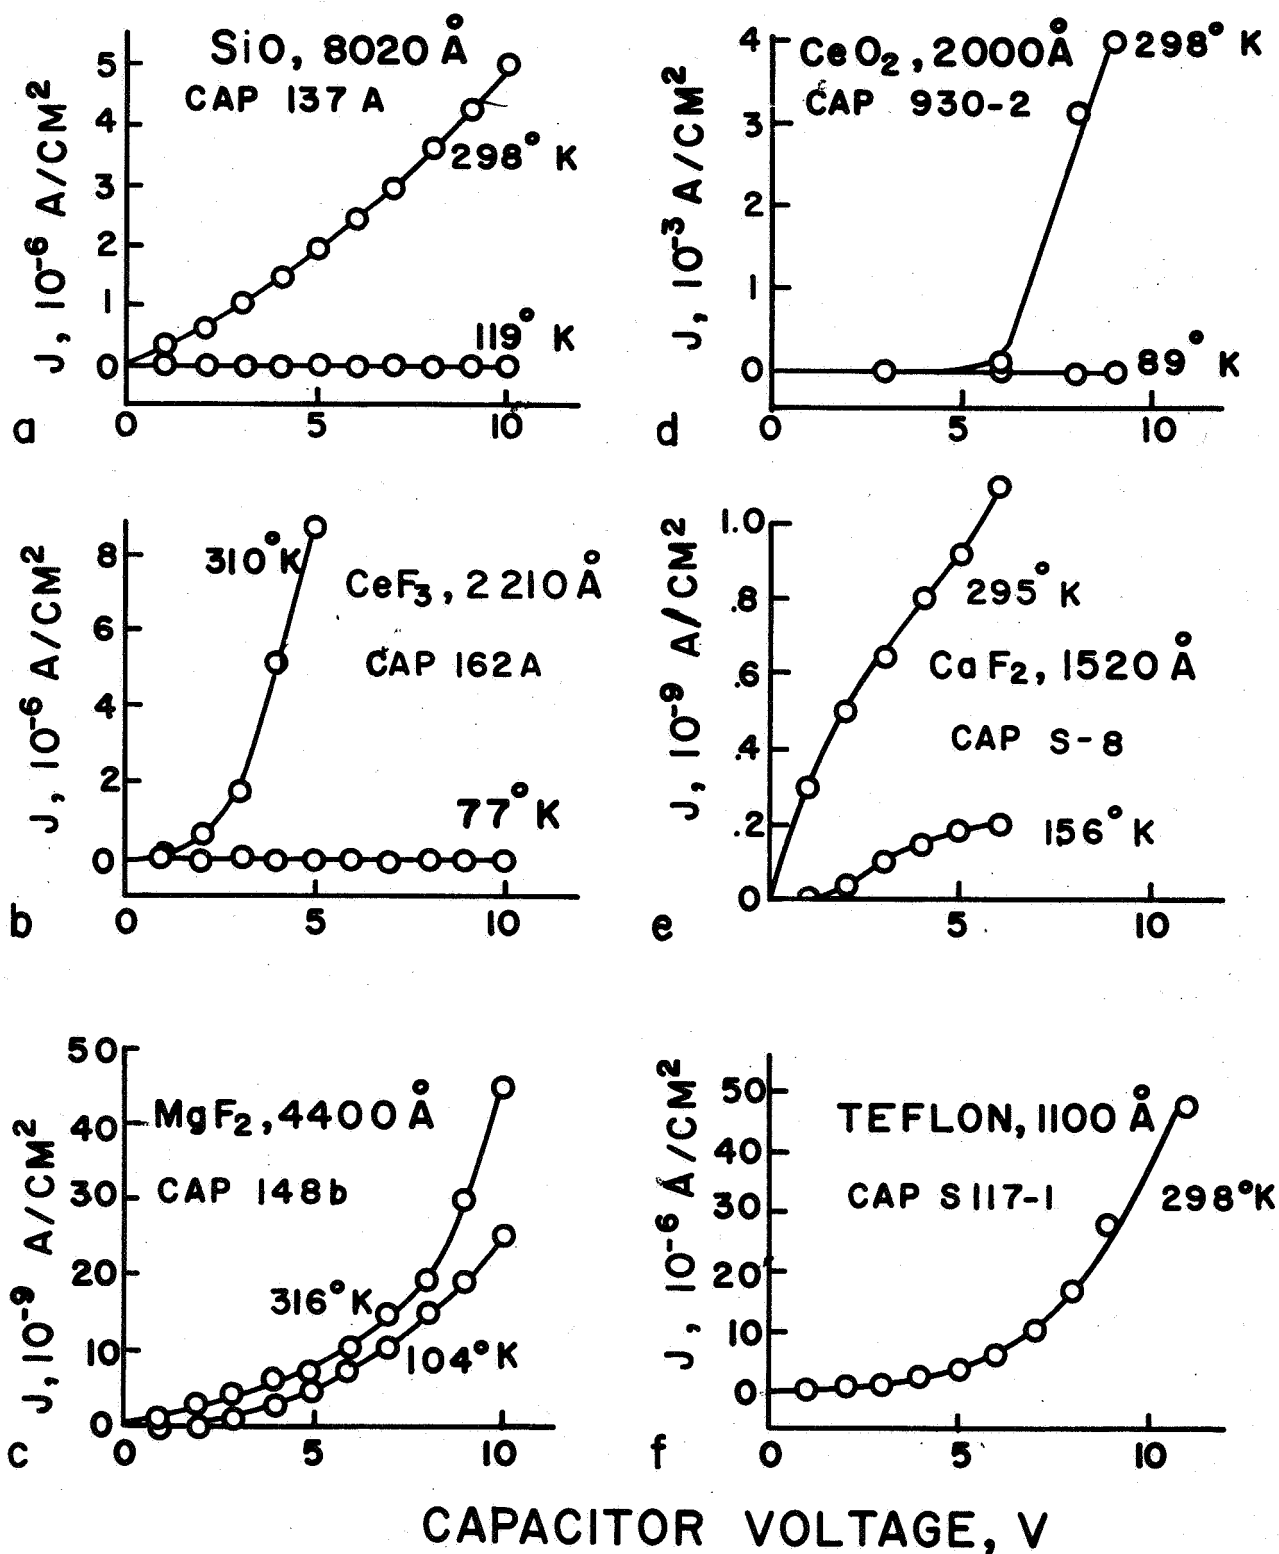 SiO, 8020 Å
CAP 137 A
J, 10⁻⁶ A/CM²
5
4
3
2
1
0
298° K
119° K
0 5 10
a
CeO₂, 2000 Å
CAP 930-2
J, 10⁻³ A/CM²
4
3
2
1
0
298° K
89° K
0 5 10
d
CeF₃, 2210 Å
CAP 162A
J, 10⁻⁶ A/CM²
8
6
4
2
0
310° K
77° K
0 5 10
b
CaF₂, 1520 Å
CAP S-8
J, 10⁻⁹ A/CM²
1.0
.8
.6
.4
.2
0
295° K
156° K
5 10
e
MgF₂, 4400 Å
CAP 148b
J, 10⁻⁹ A/CM²
50
40
30
20
10
0
316° K
104° K
0 5 10
c
TEFLON, 1100 Å
CAP S117-1
J, 10⁻⁶ A/CM²
50
40
30
20
10
0
298° K
0 5 10
f
CAPACITOR VOLTAGE, V